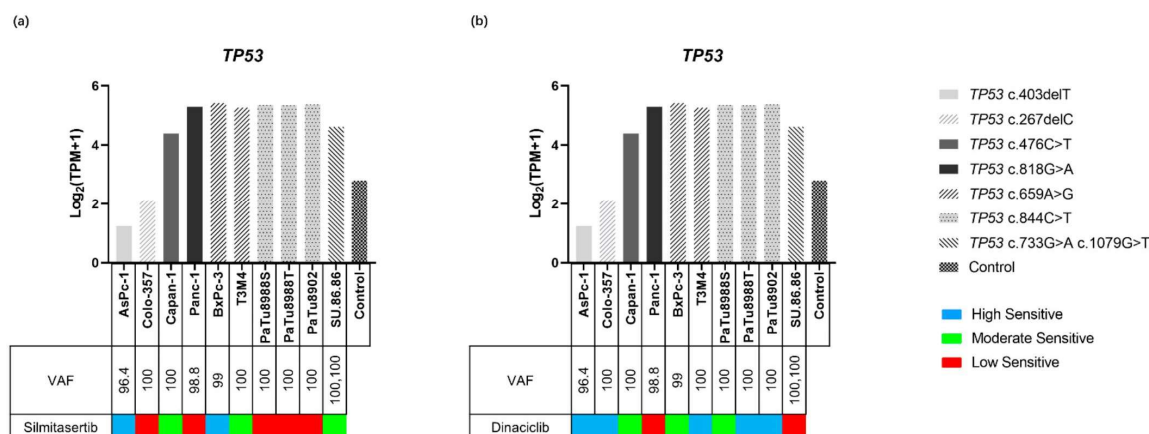 (a)
TP53
Log2(TPM+1)
6
4
2
0
AsPc-1
Colo-357
Capan-1
Panc-1
BxPc-3
T3M4
PaTu8988S
PaTu8988T
PaTu8902
SU.86.86
Control
VAF
96.4
100
100
98.8
99
100
100
100
100
100,100
Silmitasertib
(b)
TP53
Log2(TPM+1)
6
4
2
0
AsPc-1
Colo-357
Capan-1
Panc-1
BxPc-3
T3M4
PaTu8988S
PaTu8988T
PaTu8902
SU.86.86
Control
VAF
96.4
100
100
98.8
99
100
100
100
100
100,100
Dinaciclib
TP53 c.403delT
TP53 c.267delC
TP53 c.476C>T
TP53 c.818G>A
TP53 c.659A>G
TP53 c.844C>T
TP53 c.733G>A c.1079G>T
Control
High Sensitive
Moderate Sensitive
Low Sensitive